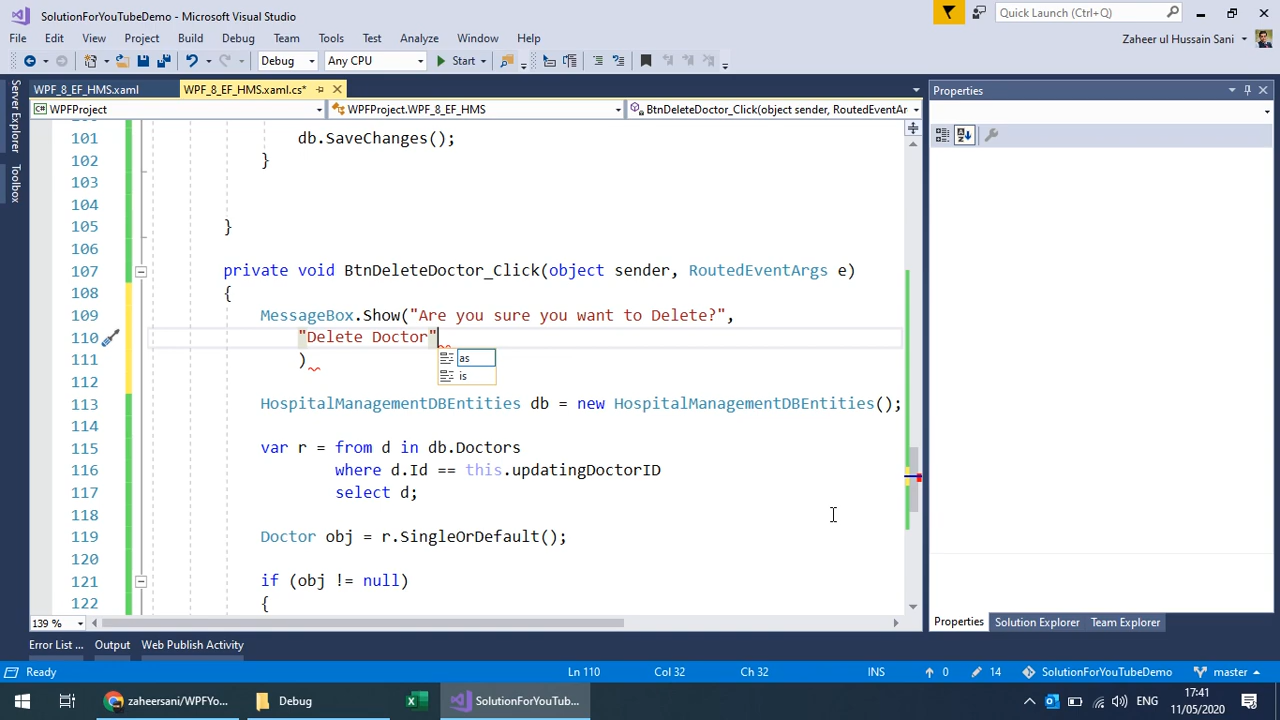 SolutionForYouTubeDemo - Microsoft Visual Studio
Quick Launch (Ctrl+Q)
File Edit View Project Build Debug Team Tools Test Analyze Window Help
Zaheer ul Hussain Sani
Debug Any CPU Start
WPF_8_EF_HMS.xaml WPF_8_EF_HMS.xaml.cs*
Properties
WPFProject WPFProject.WPF_8_EF_HMS BtnDeleteDoctor_Click(object sender, RoutedEventAr
Server Explorer
Toolbox
101 db.SaveChanges();
102 }
103
104
105 }
106
107 private void BtnDeleteDoctor_Click(object sender, RoutedEventArgs e)
108 {
109 MessageBox.Show("Are you sure you want to Delete?",
110 "Delete Doctor"
111 )
as
is
112
113 HospitalManagementDBEntities db = new HospitalManagementDBEntities();
114
115 var r = from d in db.Doctors
116 where d.Id == this.updatingDoctorID
117 select d;
118
119 Doctor obj = r.SingleOrDefault();
120
121 if (obj != null)
122 {
139 %
Properties Solution Explorer Team Explorer
Error List ... Output Web Publish Activity
Ready Ln 110 Col 32 Ch 32 INS 0 14 SolutionForYouTubeDemo master
zaheersani/WPFYo... Debug SolutionForYouTub...
ENG
17:41
11/05/2020